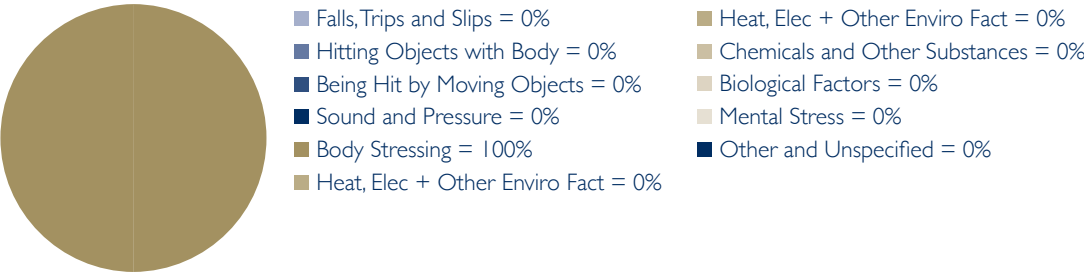 Falls, Trips and Slips = 0%
Hitting Objects with Body = 0%
Being Hit by Moving Objects = 0%
Sound and Pressure = 0%
Body Stressing = 100%
Heat, Elec + Other Enviro Fact = 0%
Heat, Elec + Other Enviro Fact = 0%
Chemicals and Other Substances = 0%
Biological Factors = 0%
Mental Stress = 0%
Other and Unspecified = 0%